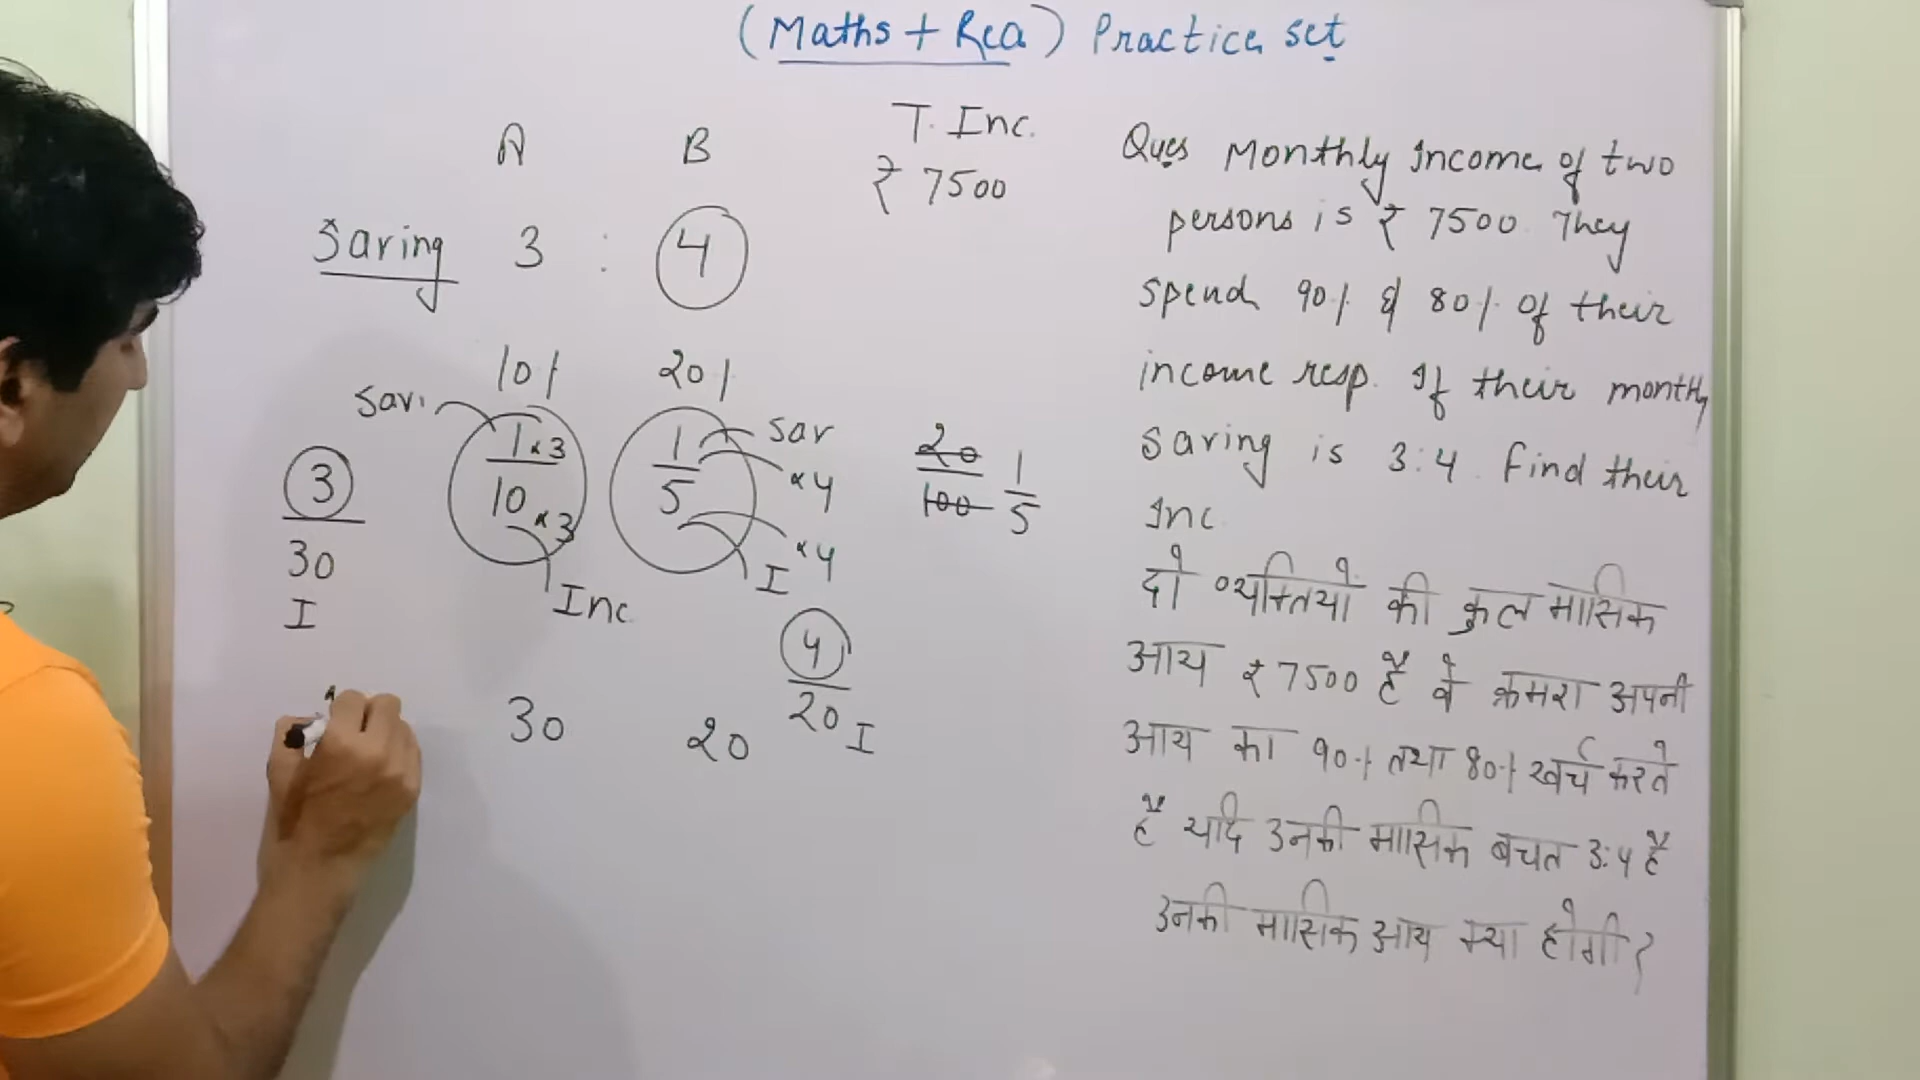 (Maths + Rea) Practice set
A B T. Inc.
₹ 7500
Saring 3 : 4
10% 20%
Sav. 1 ×3 1 Sav 20 1
3 10 ×3 5 ×4 100 5
30 ×4
I Inc. I
4
30 20 20 I
Ques Monthly Income of two
persons is ₹ 7500. They
spend 90% & 80% of their
income resp. If their monthly
Saring is 3:4. Find their
Inc
दो व्यक्तियो की कुल मासिक
आय ₹ 7500 है वे क्रमश अपनी
आय का 90% तथा 80% खर्च करते
हैं यदि उनकी मासिक बचत 3:4 है
उनकी मासिक आय क्या होगी?